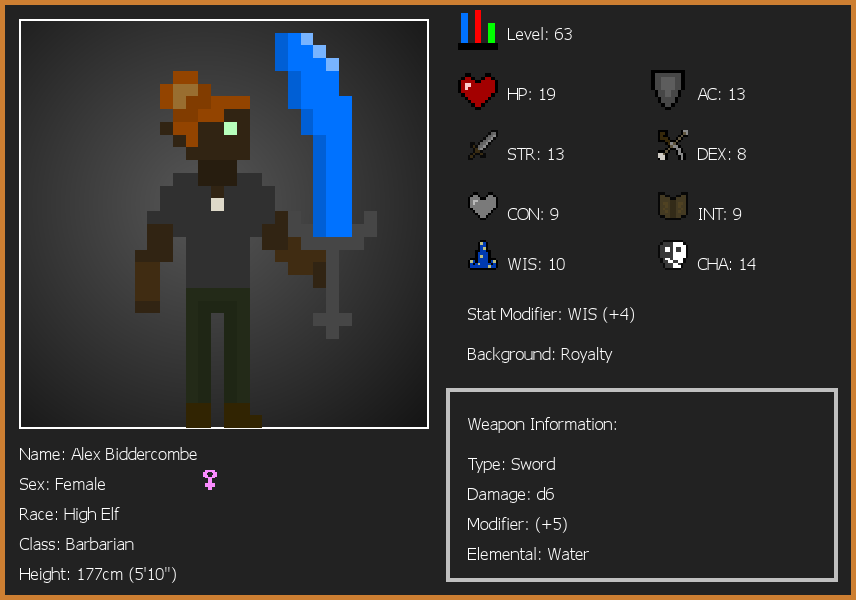 Level: 63
HP: 19
AC: 13
STR: 13
DEX: 8
CON: 9
INT: 9
WIS: 10
CHA: 14
Stat Modifier: WIS (+4)
Background: Royalty
Weapon Information:
Type: Sword
Damage: d6
Modifier: (+5)
Elemental: Water
Name: Alex Biddercombe
Sex: Female
Race: High Elf
Class: Barbarian
Height: 177cm (5'10")